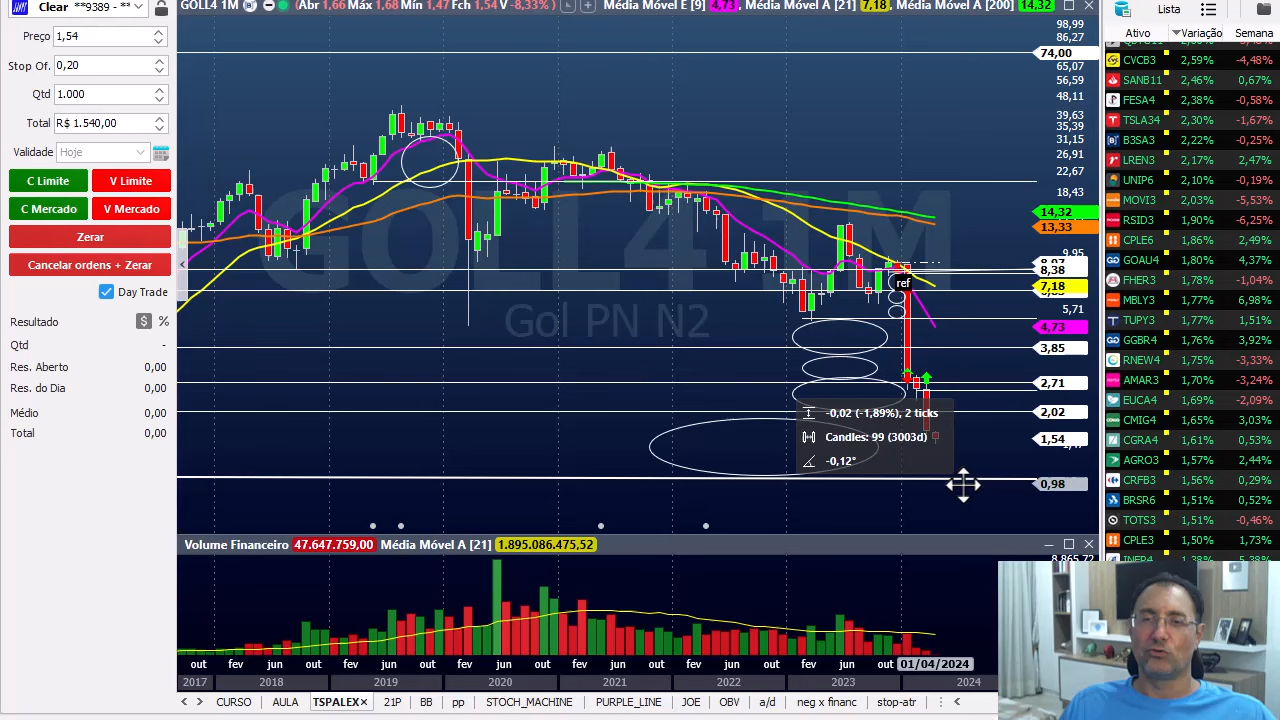 Clear **9389 - **
Preço 1,54
Stop Of. 0,20
Qtd 1.000
Total R$ 1.540,00
Validade Hoje
C Limite V Limite
C Mercado V Mercado
Zerar
Cancelar ordens + Zerar
Day Trade
Resultado $ %
Qtd -
Res. Aberto 0,00
Res. do Dia 0,00
Médio 0,00
Total 0,00
GOLL4 1M (Abr 1,66 Máx 1,68 Mín 1,47 Fch 1,54 V -8,33%) Média Móvel E [9] 4,73 Média Móvel A [21] 7,18 Média Móvel A [200] 14,32
GOLL4 1M
Gol PN N2
98,99
86,27
74,00
65,07
56,59
48,11
39,63
35,39
31,15
26,91
22,67
18,43
14,32
13,33
9,95
8,38
7,18
5,71
4,73
3,85
2,71
2,02
1,54
0,98
ref
-0,02 (-1,89%), 2 ticks
Candles: 99 (3003d)
-0,12°
Volume Financeiro 47.647.759,00 Média Móvel A [21] 1.895.086.475,52
out fev jun out fev jun out fev jun out fev jun out fev jun out fev jun out 01/04/2024
2017 2018 2019 2020 2021 2022 2023 2024
CURSO AULA TSPALEX 21P BB pp STOCH_MACHINE PURPLE_LINE JOE OBV a/d neg x financ stop-atr
Lista
Ativo Variação Semana
CVCB3 2,59% -4,48%
SANB11 2,46% 0,67%
FESA4 2,38% -0,58%
TSLA34 2,30% -1,67%
B3SA3 2,22% -0,25%
LREN3 2,17% 2,47%
UNIP6 2,10% -0,19%
MOVI3 2,03% -5,53%
RSID3 1,90% -6,25%
CPLE6 1,86% 2,49%
GOAU4 1,80% 4,37%
FHER3 1,78% -1,04%
MBLY3 1,77% 6,98%
TUPY3 1,77% 1,51%
GGBR4 1,76% 3,92%
RNEW4 1,75% -3,33%
AMAR3 1,70% -3,24%
EUCA4 1,69% -2,09%
CMIG4 1,65% 3,03%
CGRA4 1,61% 0,53%
AGRO3 1,57% 2,44%
CRFB3 1,56% 0,29%
BRSR6 1,51% 0,52%
TOTS3 1,51% -0,46%
CPLE3 1,50% 1,73%